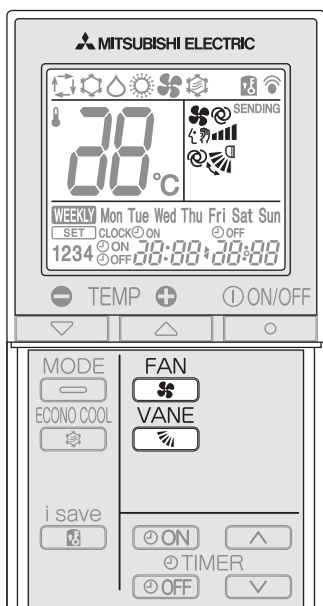 MITSUBISHI ELECTRIC
SENDING
88°C
WEEKLY Mon Tue Wed Thu Fri Sat Sun
SET CLOCK ON OFF
1234 ON OFF 88:88 88:88
TEMP ON/OFF
MODE FAN
ECONO COOL VANE
i save
ON
TIMER
OFF